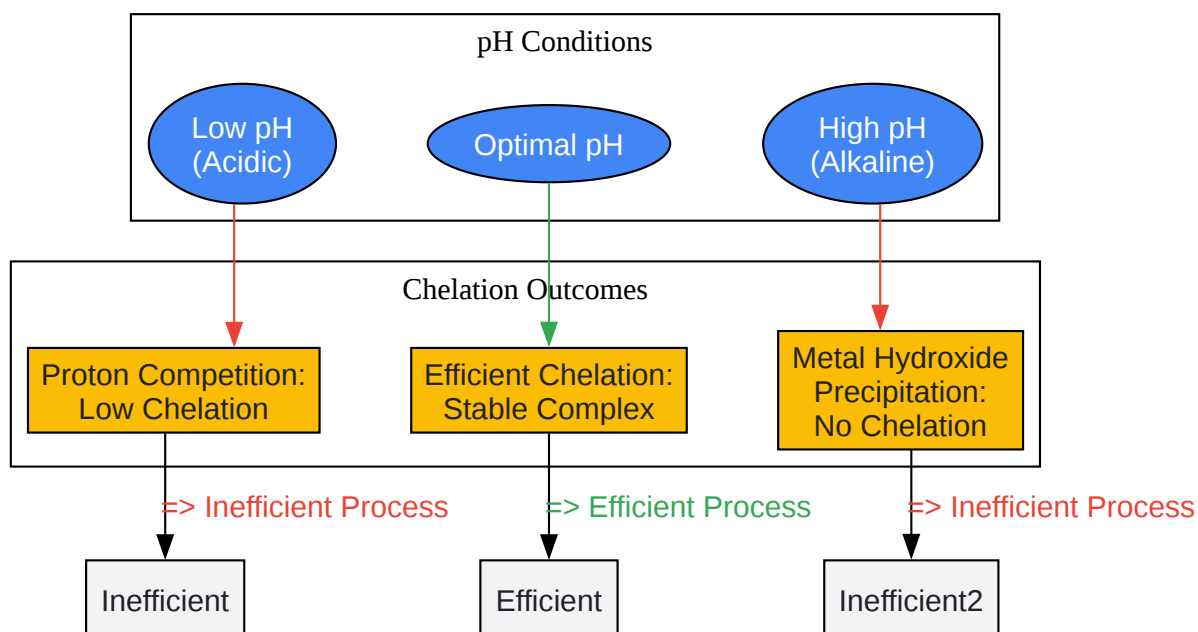 pH Conditions
Low pH
(Acidic)
Optimal pH
High pH
(Alkaline)
Chelation Outcomes
Proton Competition:
Low Chelation
Efficient Chelation:
Stable Complex
Metal Hydroxide
Precipitation:
No Chelation
=> Inefficient Process
=> Efficient Process
=> Inefficient Process
Inefficient
Efficient
Inefficient2